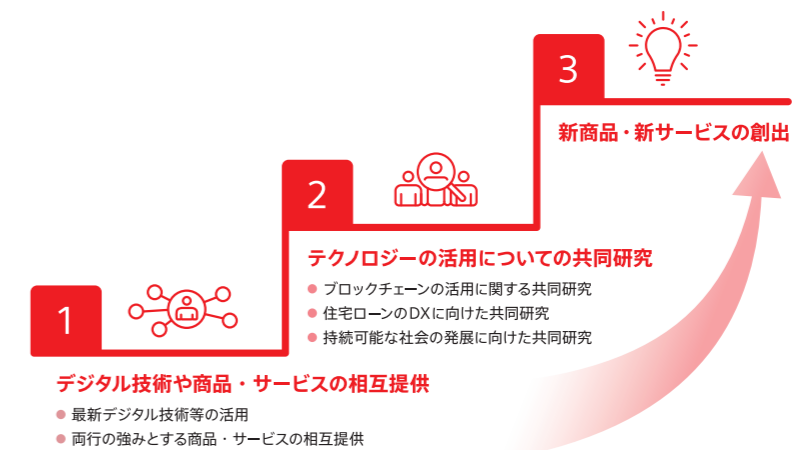 3
新商品・新サービスの創出
2
テクノロジーの活用についての共同研究
● ブロックチェーンの活用に関する共同研究
● 住宅ローンのDXに向けた共同研究
● 持続可能な社会の発展に向けた共同研究
1
デジタル技術や商品・サービスの相互提供
● 最新デジタル技術等の活用
● 両行の強みとする商品・サービスの相互提供